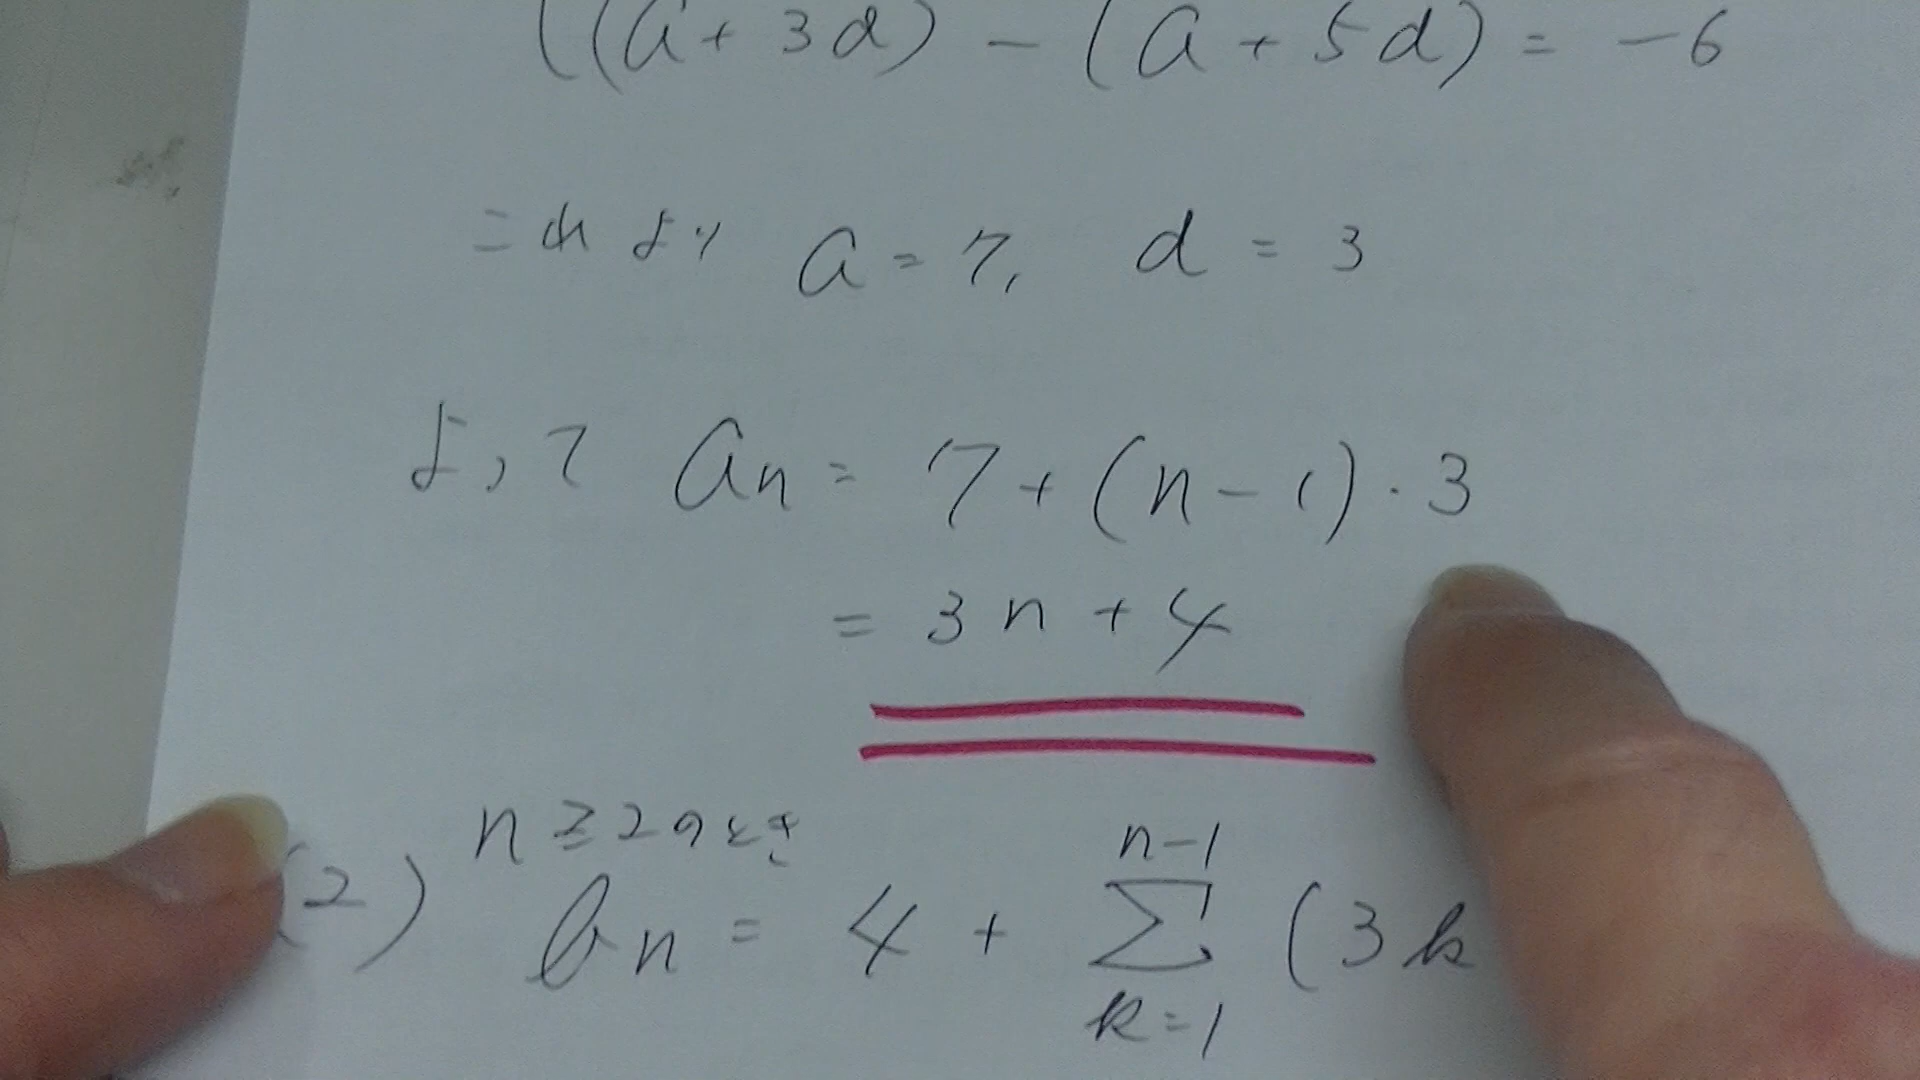 ((a+3d) - (a+5d) = -6
これより a=7, d=3
よって an = 7+(n-1)・3
= 3n+4
n≧2のとき
(2) bn = 4 + Σ[k=1, n-1] (3k